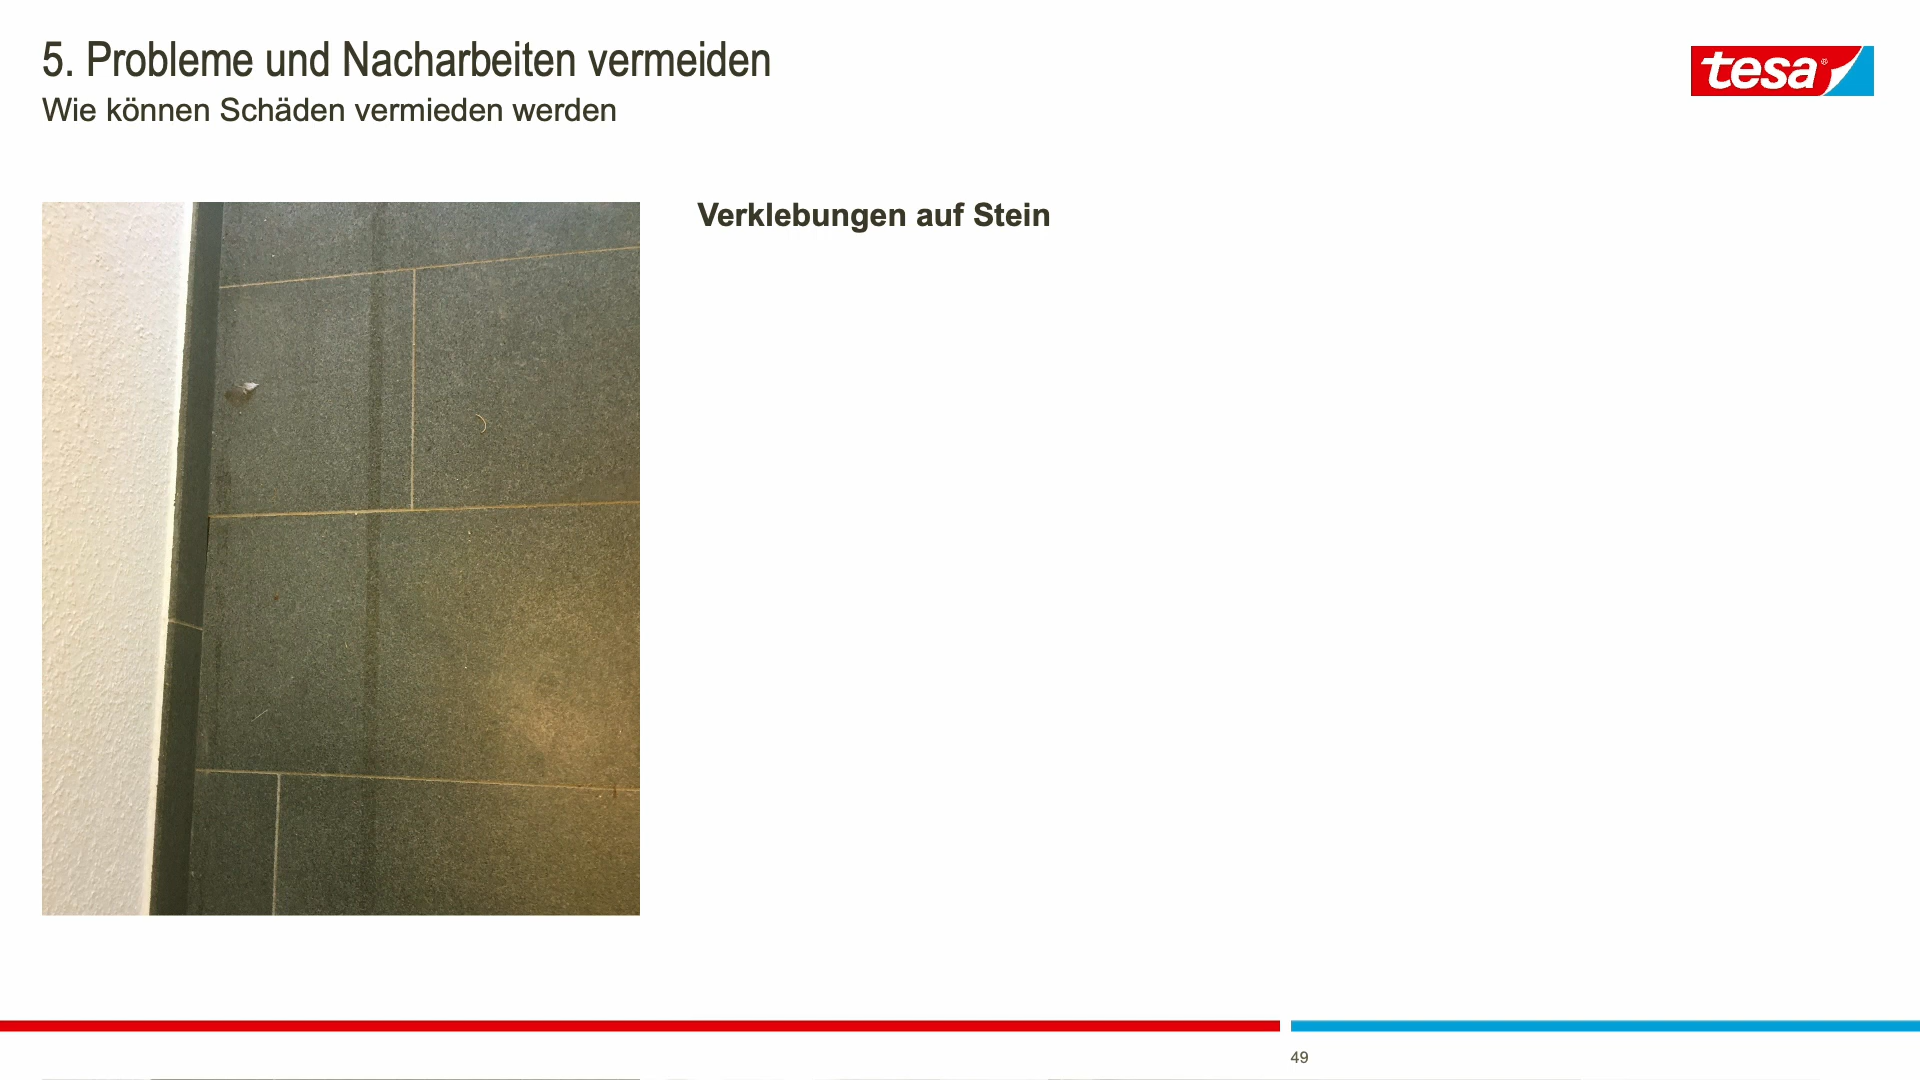 5. Probleme und Nacharbeiten vermeiden
Wie können Schäden vermieden werden
tesa®
Verklebungen auf Stein
49